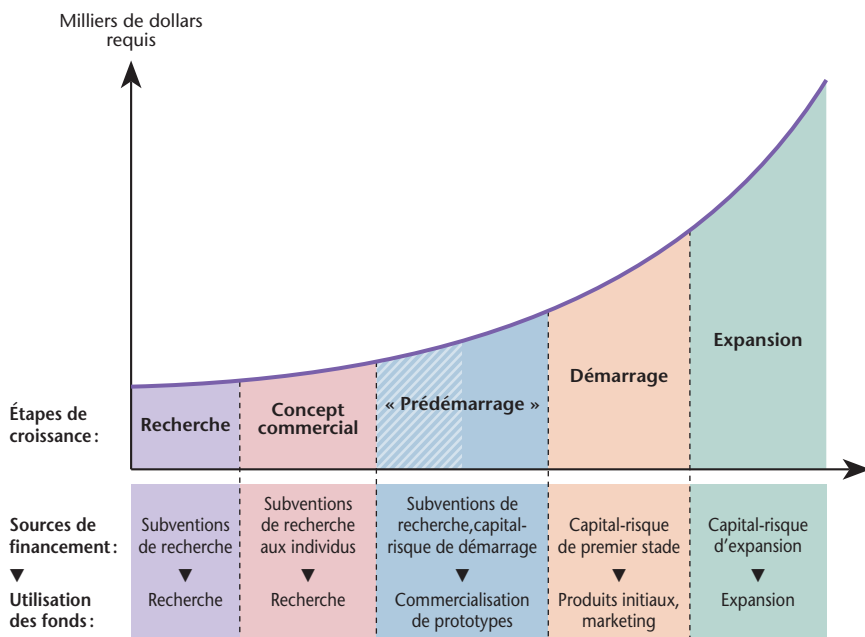 Milliers de dollars
requis
Étapes de
croissance :
Recherche
Concept
commercial
« Prédémarrage »
Démarrage
Expansion
Sources de
financement :
Subventions
de recherche
Subventions
de recherche
aux individus
Subventions de
recherche,capital-
risque de démarrage
Capital-risque
de premier stade
Capital-risque
d’expansion
Utilisation
des fonds :
Recherche
Recherche
Commercialisation
de prototypes
Produits initiaux,
marketing
Expansion